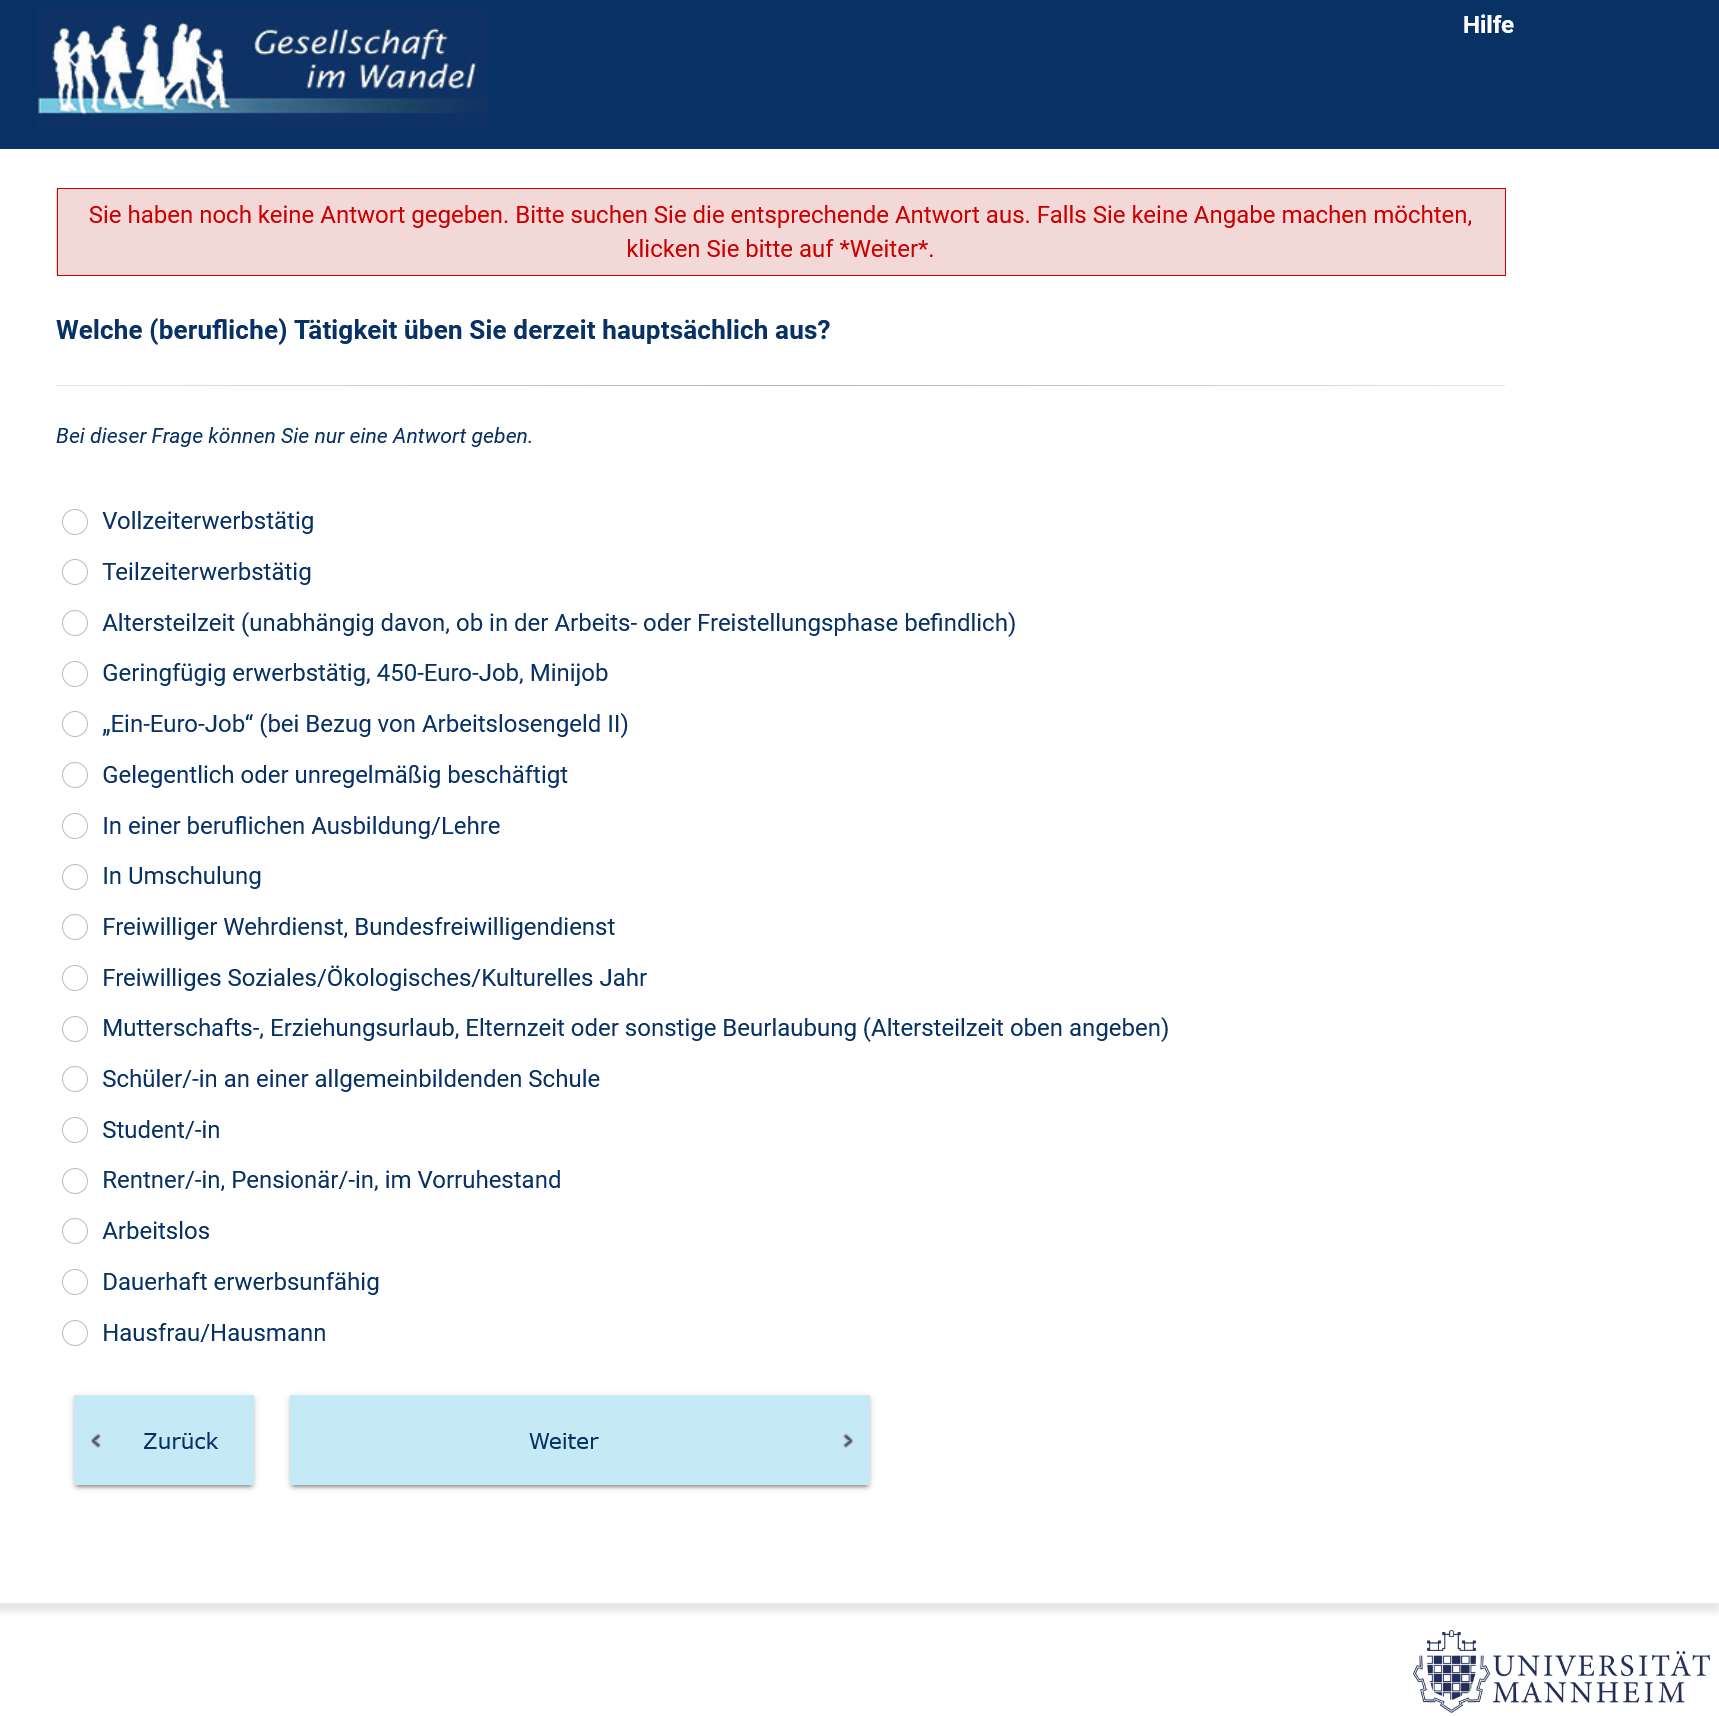 Gesellschaft
im Wandel
Hilfe
Sie haben noch keine Antwort gegeben. Bitte suchen Sie die entsprechende Antwort aus. Falls Sie keine Angabe machen möchten,
klicken Sie bitte auf *Weiter*.
Welche (berufliche) Tätigkeit üben Sie derzeit hauptsächlich aus?
Bei dieser Frage können Sie nur eine Antwort geben.
Vollzeiterwerbstätig
Teilzeiterwerbstätig
Altersteilzeit (unabhängig davon, ob in der Arbeits- oder Freistellungsphase befindlich)
Geringfügig erwerbstätig, 450-Euro-Job, Minijob
„Ein-Euro-Job“ (bei Bezug von Arbeitslosengeld II)
Gelegentlich oder unregelmäßig beschäftigt
In einer beruflichen Ausbildung/Lehre
In Umschulung
Freiwilliger Wehrdienst, Bundesfreiwilligendienst
Freiwilliges Soziales/Ökologisches/Kulturelles Jahr
Mutterschafts-, Erziehungsurlaub, Elternzeit oder sonstige Beurlaubung (Altersteilzeit oben angeben)
Schüler/-in an einer allgemeinbildenden Schule
Student/-in
Rentner/-in, Pensionär/-in, im Vorruhestand
Arbeitslos
Dauerhaft erwerbsunfähig
Hausfrau/Hausmann
Zurück
Weiter
UNIVERSITÄT
MANNHEIM